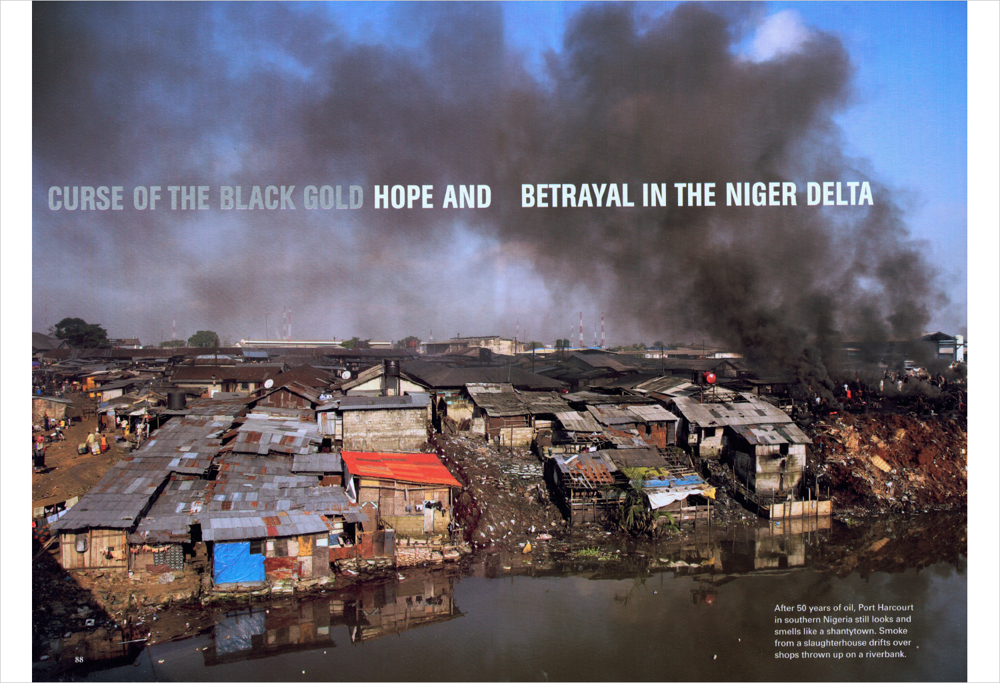 CURSE OF THE BLACK GOLD HOPE AND BETRAYAL IN THE NIGER DELTA
After 50 years of oil, Port Harcourt
in southern Nigeria still looks and
smells like a shantytown. Smoke
from a slaughterhouse drifts over
shops thrown up on a riverbank.
88